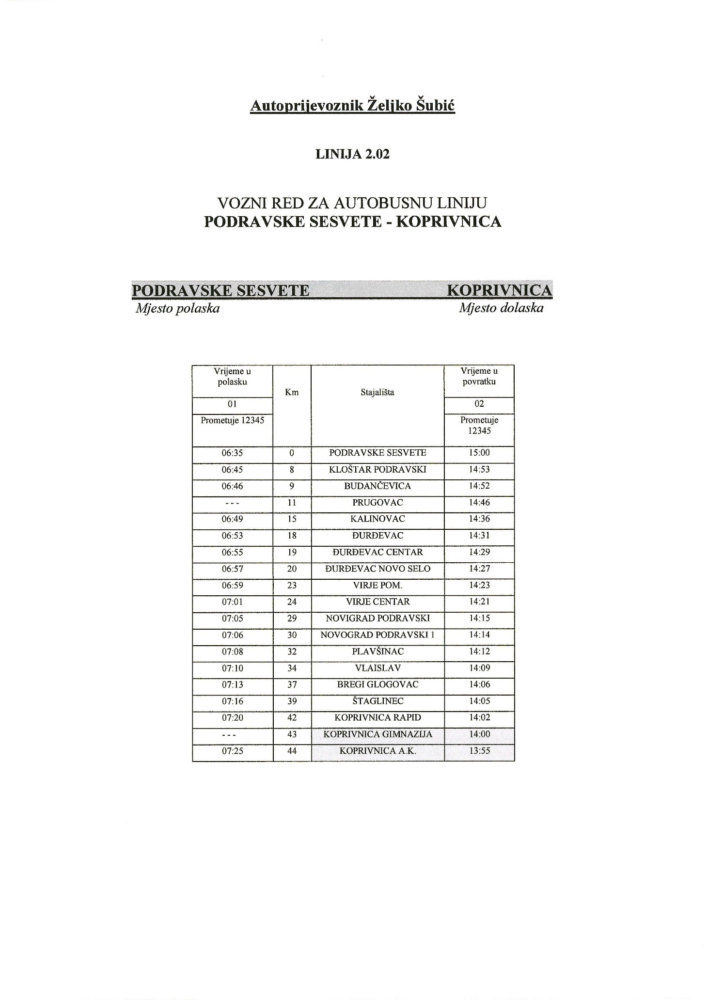 Autoprijevoznik Željko Šubić
LINIJA 2.02
VOZNI RED ZA AUTOBUSNU LINIJU
PODRAVSKE SESVETE - KOPRIVNICA
PODRAVSKE SESVETE KOPRIVNICA
Mjesto polaska Mjesto dolaska
Vrijeme u polasku Km Stajališta Vrijeme u povratku
01 02
Prometuje 12345 Prometuje 12345
06:35 0 PODRAVSKE SESVETE 15:00
06:45 8 KLOŠTAR PODRAVSKI 14:53
06:46 9 BUDANČEVICA 14:52
--- 11 PRUGOVAC 14:46
06:49 15 KALINOVAC 14:36
06:53 18 ĐURĐEVAC 14:31
06:55 19 ĐURĐEVAC CENTAR 14:29
06:57 20 ĐURĐEVAC NOVO SELO 14:27
06:59 23 VIRJE POM. 14:23
07:01 24 VIRJE CENTAR 14:21
07:05 29 NOVIGRAD PODRAVSKI 14:15
07:06 30 NOVOGRAD PODRAVSKI 1 14:14
07:08 32 PLAVŠINAC 14:12
07:10 34 VLAISLAV 14:09
07:13 37 BREGI GLOGOVAC 14:06
07:16 39 ŠTAGLINEC 14:05
07:20 42 KOPRIVNICA RAPID 14:02
--- 43 KOPRIVNICA GIMNAZIJA 14:00
07:25 44 KOPRIVNICA A.K. 13:55